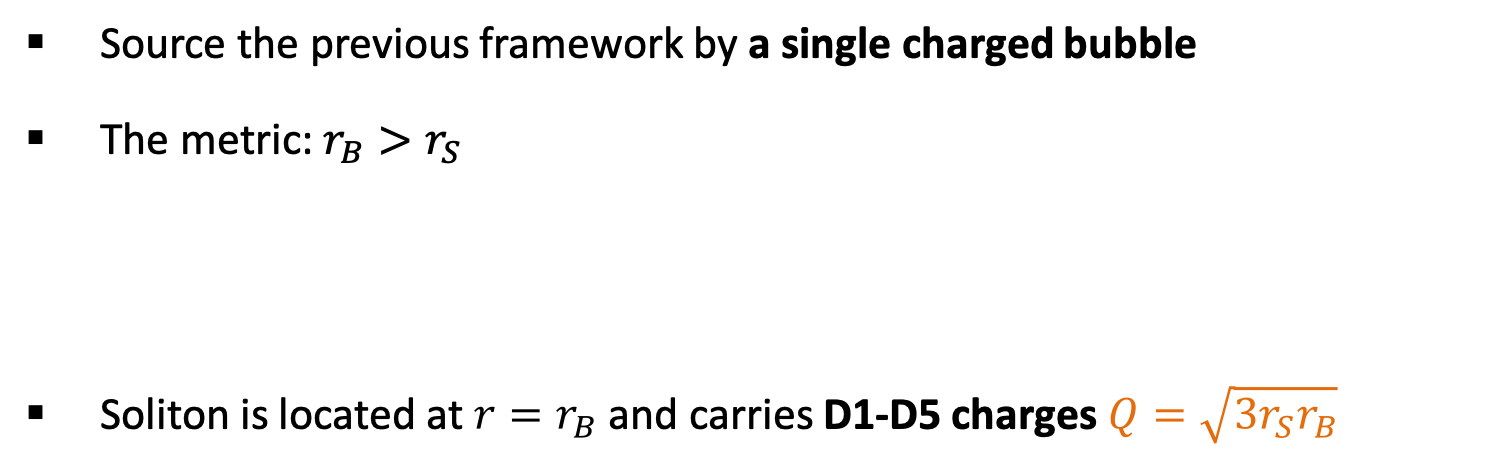 ▪ Source the previous framework by a single charged bubble
▪ The metric: r_B > r_S
▪ Soliton is located at r = r_B and carries D1-D5 charges Q = √(3r_S r_B)